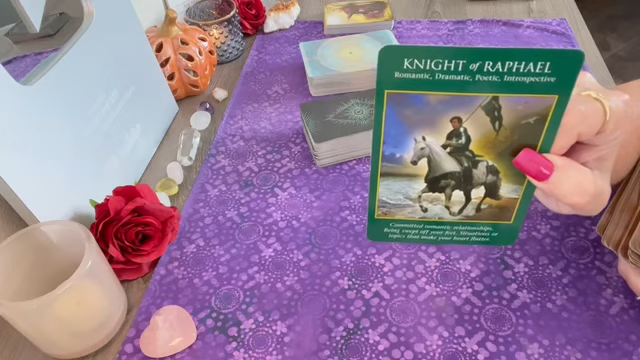 KNIGHT of RAPHAEL
Romantic, Dramatic, Poetic, Introspective
Committed romantic relationships.
Being swept off your feet. Situations or
topics that make your heart flutter.